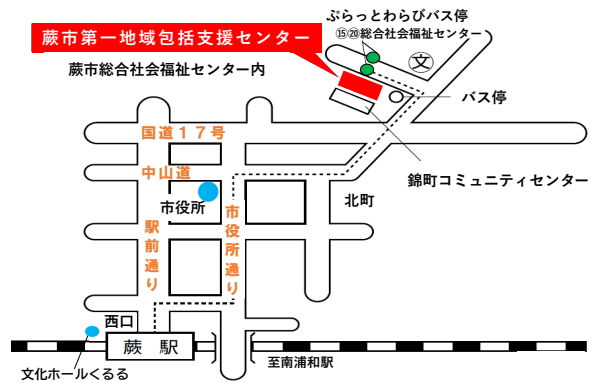 ぷらっとわらびバス停
⑮⑳総合社会福祉センター
蕨市第一地域包括支援センター
蕨市総合社会福祉センター内
文
バス停
国道１７号
中山道
錦町コミュニティセンター
市役所
北町
市役所通り
駅前通り
西口
蕨 駅
至南浦和駅
文化ホールくるる